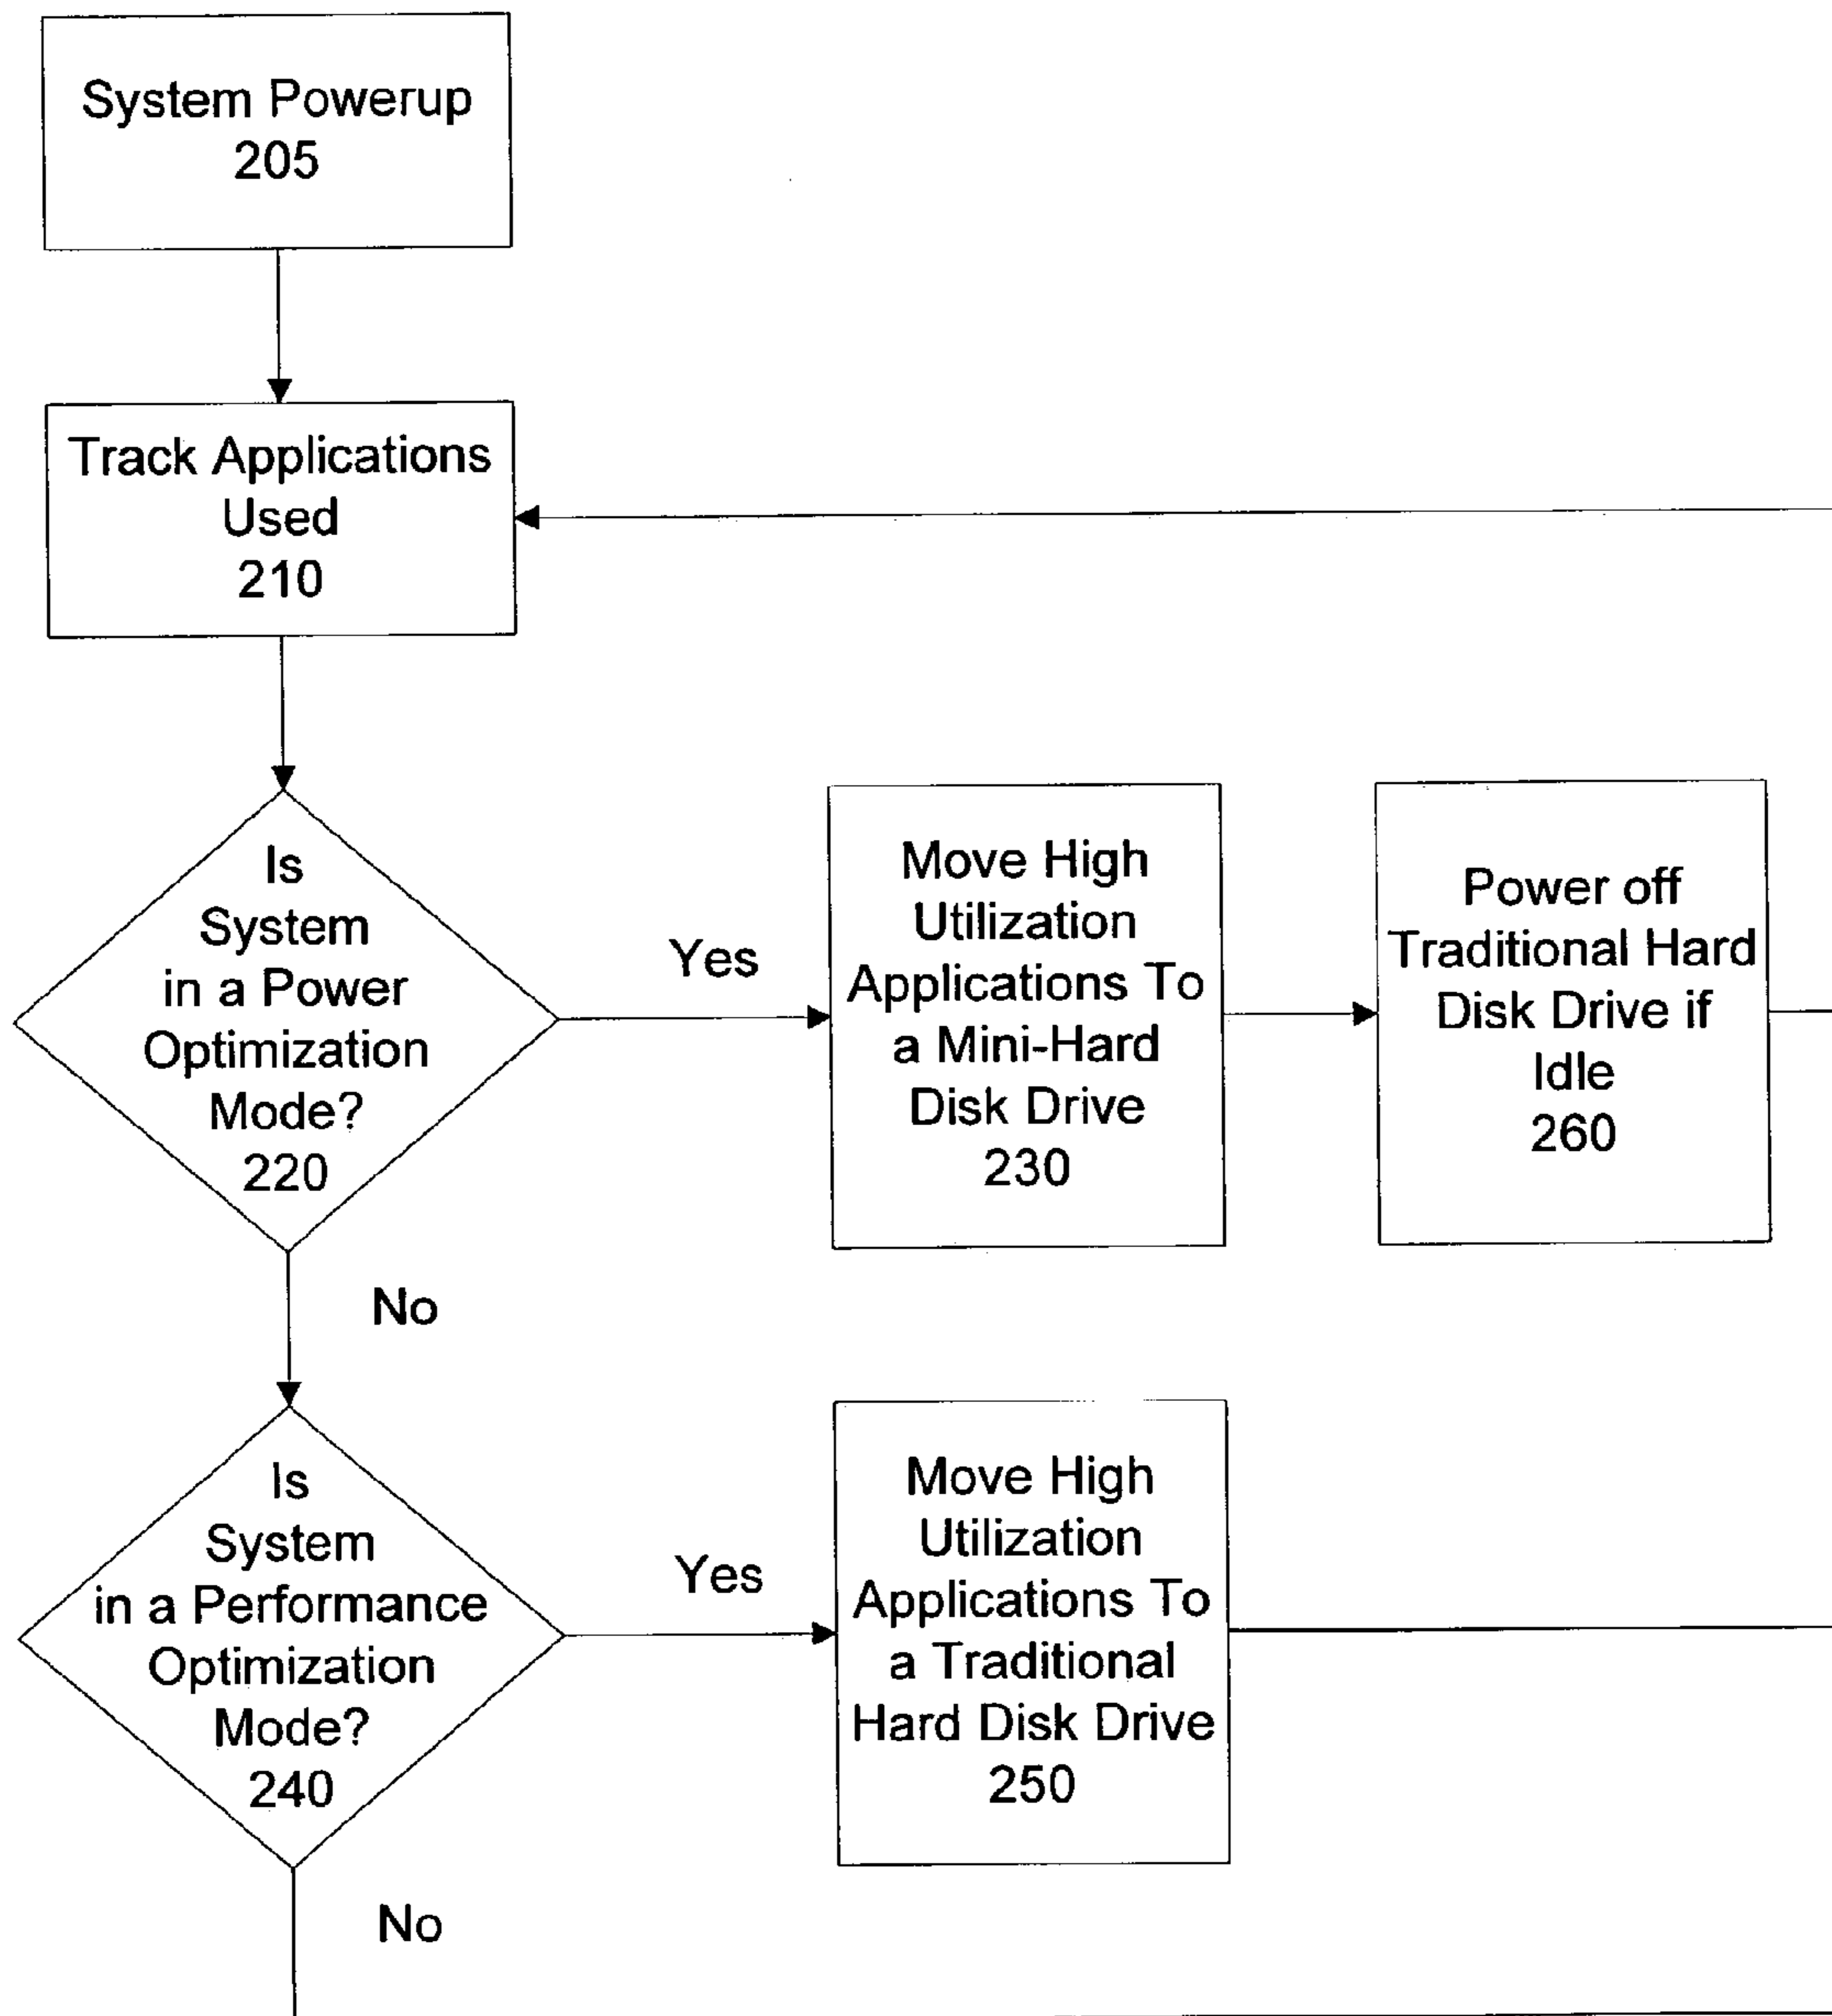 System Powerup
205
Track Applications
Used
210
Is
System
in a Power
Optimization
Mode?
220
Yes
Move High
Utilization
Applications To
a Mini-Hard
Disk Drive
230
Power off
Traditional Hard
Disk Drive if
Idle
260
No
Is
System
in a Performance
Optimization
Mode?
240
Yes
Move High
Utilization
Applications To
a Traditional
Hard Disk Drive
250
No